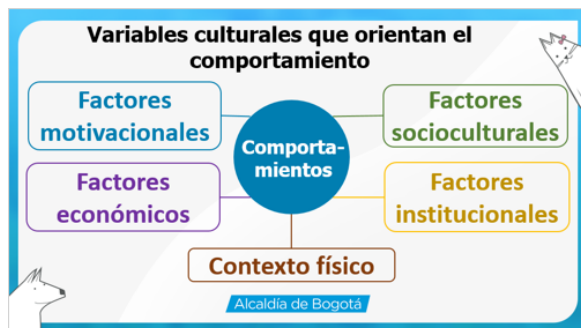 Variables culturales que orientan el
comportamiento
Factores
motivacionales
Factores
socioculturales
Comporta-
mientos
Factores
económicos
Factores
institucionales
Contexto físico
Alcaldía de Bogotá